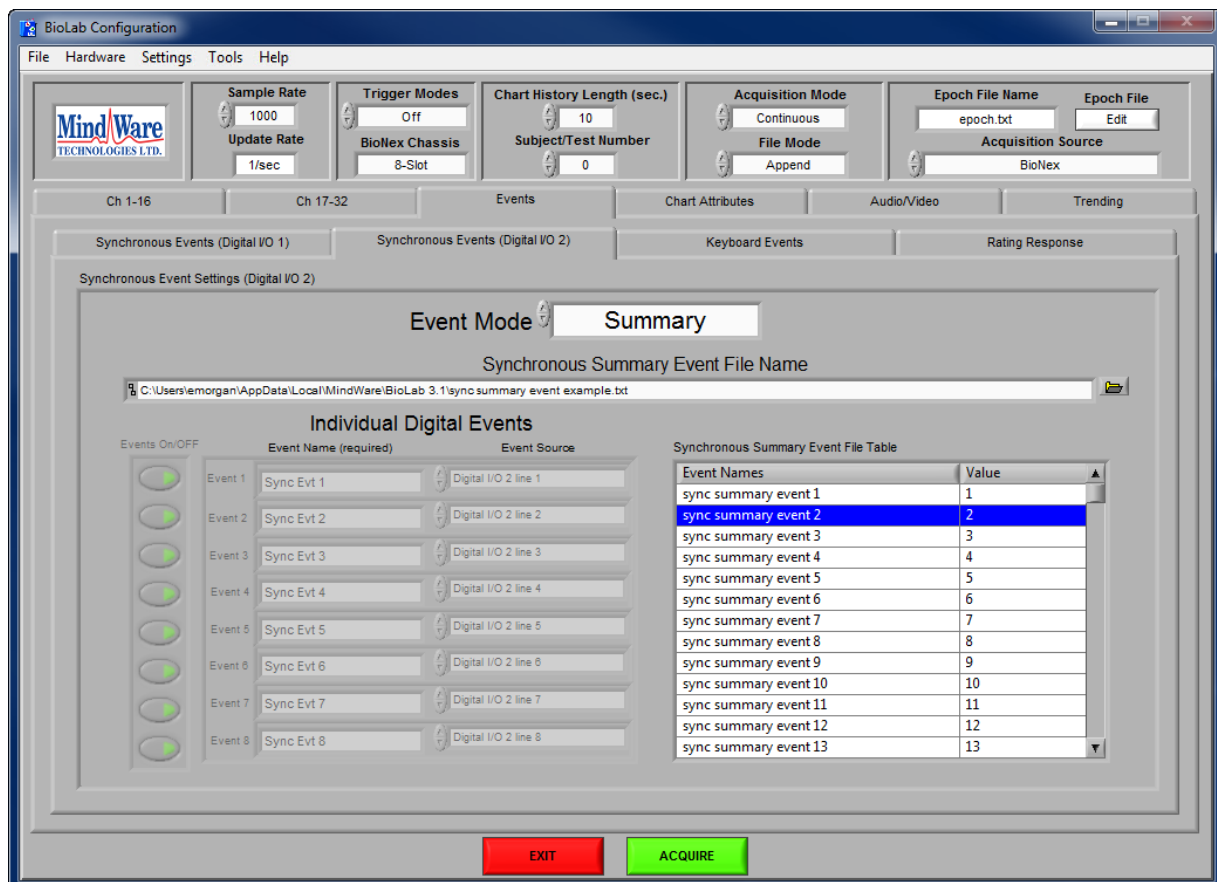 BioLab Configuration
File Hardware Settings Tools Help
MindWare
TECHNOLOGIES LTD.
Sample Rate
1000
Update Rate
1/sec
Trigger Modes
Off
BioNex Chassis
8-Slot
Chart History Length (sec.)
10
Subject/Test Number
0
Acquisition Mode
Continuous
File Mode
Append
Epoch File Name
epoch.txt
Epoch File
Edit
Acquisition Source
BioNex
Ch 1-16 Ch 17-32 Events Chart Attributes Audio/Video Trending
Synchronous Events (Digital I/O 1) Synchronous Events (Digital I/O 2) Keyboard Events Rating Response
Synchronous Event Settings (Digital I/O 2)
Event Mode Summary
Synchronous Summary Event File Name
C:\Users\emorgan\AppData\Local\MindWare\BioLab 3.1\sync summary event example.txt
Individual Digital Events
Events On/OFF Event Name (required) Event Source
Event 1 Sync Evt 1 Digital I/O 2 line 1
Event 2 Sync Evt 2 Digital I/O 2 line 2
Event 3 Sync Evt 3 Digital I/O 2 line 3
Event 4 Sync Evt 4 Digital I/O 2 line 4
Event 5 Sync Evt 5 Digital I/O 2 line 5
Event 6 Sync Evt 6 Digital I/O 2 line 6
Event 7 Sync Evt 7 Digital I/O 2 line 7
Event 8 Sync Evt 8 Digital I/O 2 line 8
Synchronous Summary Event File Table
Event Names Value
sync summary event 1 1
sync summary event 2 2
sync summary event 3 3
sync summary event 4 4
sync summary event 5 5
sync summary event 6 6
sync summary event 7 7
sync summary event 8 8
sync summary event 9 9
sync summary event 10 10
sync summary event 11 11
sync summary event 12 12
sync summary event 13 13
EXIT ACQUIRE